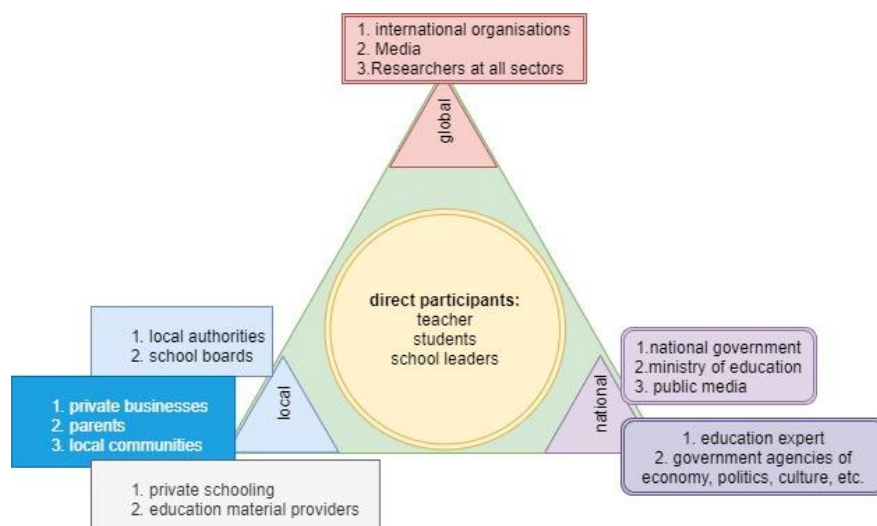 1. international organisations
2. Media
3.Researchers at all sectors
global
direct participants:
teacher
students
school leaders
1. local authorities
2. school boards
1. private businesses
2. parents
3. local communities
1. private schooling
2. education material providers
local
national
1.national government
2.ministry of education
3. public media
1. education expert
2. government agencies of
economy, politics, culture, etc.